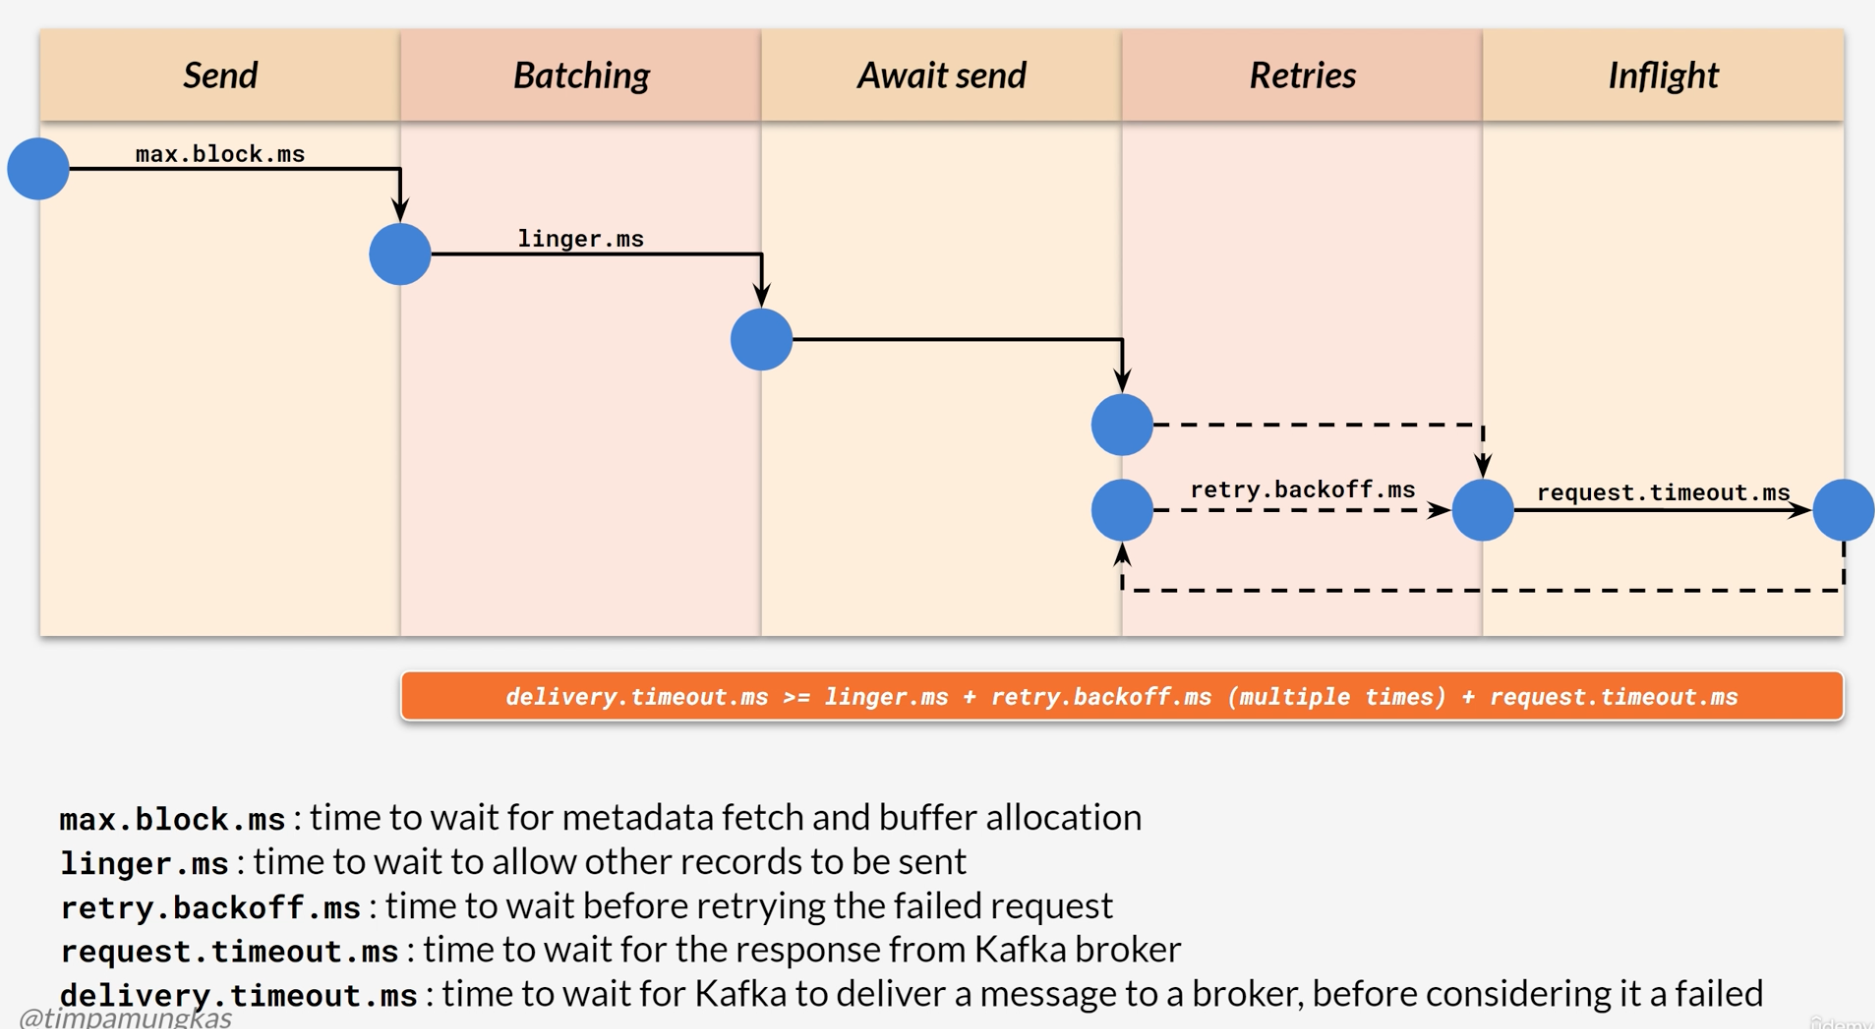 Send Batching Await send Retries Inflight
max.block.ms
linger.ms
retry.backoff.ms request.timeout.ms
delivery.timeout.ms >= linger.ms + retry.backoff.ms (multiple times) + request.timeout.ms
max.block.ms : time to wait for metadata fetch and buffer allocation
linger.ms : time to wait to allow other records to be sent
retry.backoff.ms : time to wait before retrying the failed request
request.timeout.ms : time to wait for the response from Kafka broker
delivery.timeout.ms : time to wait for Kafka to deliver a message to a broker, before considering it a failed
@timpamungkas
udemy